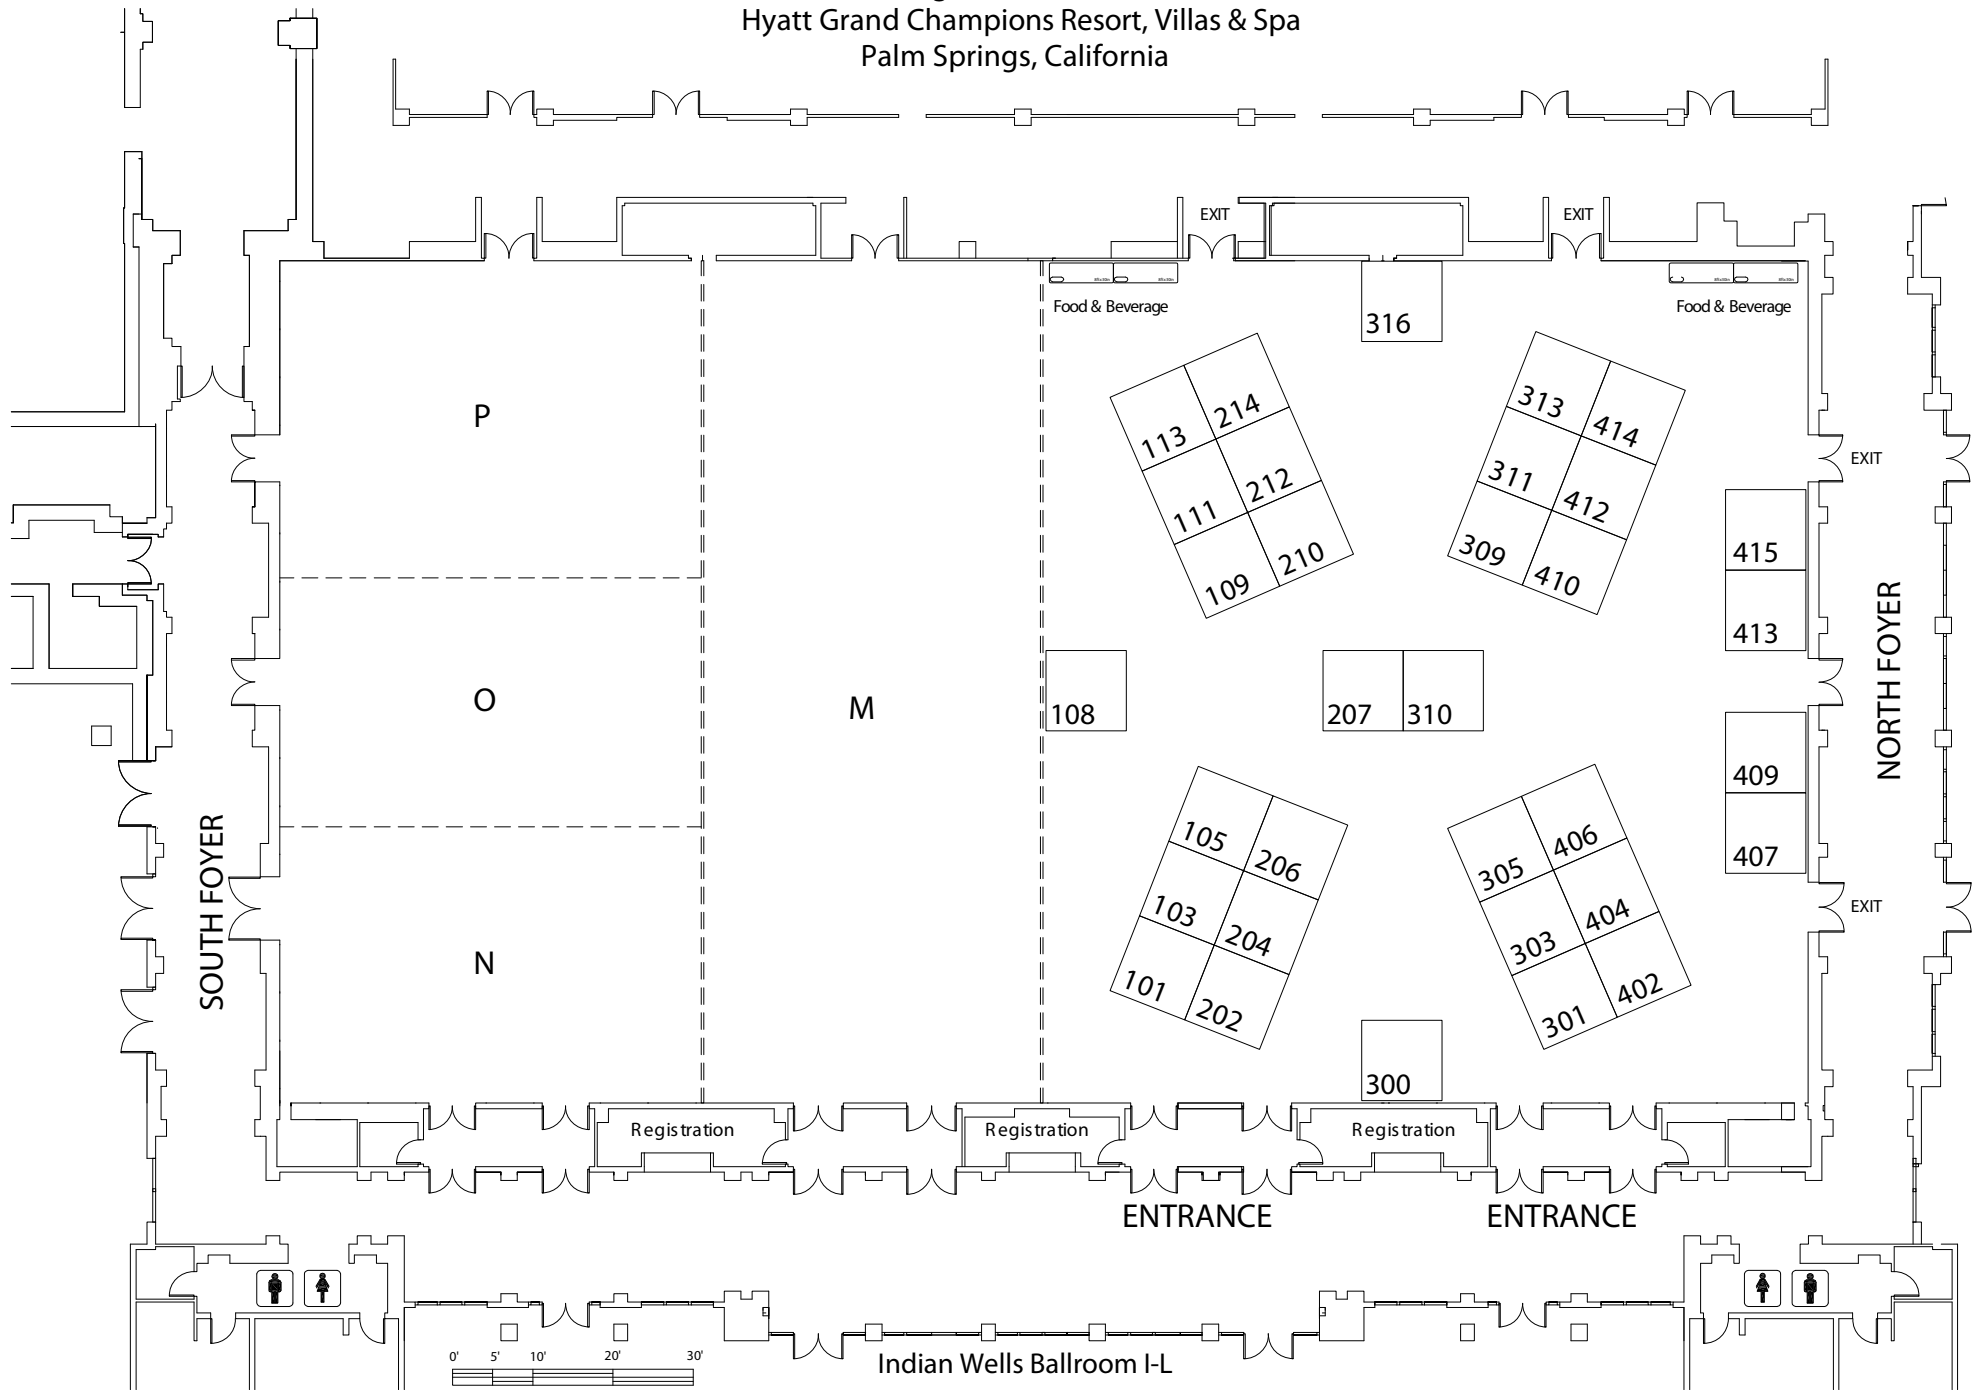 Hyatt Grand Champions Resort, Villas & Spa
Palm Springs, California
EXIT
EXIT
Food & Beverage
Food & Beverage
316
P
113
214
313
414
EXIT
111
212
311
412
109
210
309
410
415
413
NORTH FOYER
O
M
108
207
310
409
407
105
206
305
406
EXIT
SOUTH FOYER
N
103
204
303
404
101
202
301
402
300
Registration
Registration
Registration
ENTRANCE
ENTRANCE
0' 5' 10' 20' 30'
Indian Wells Ballroom I-L